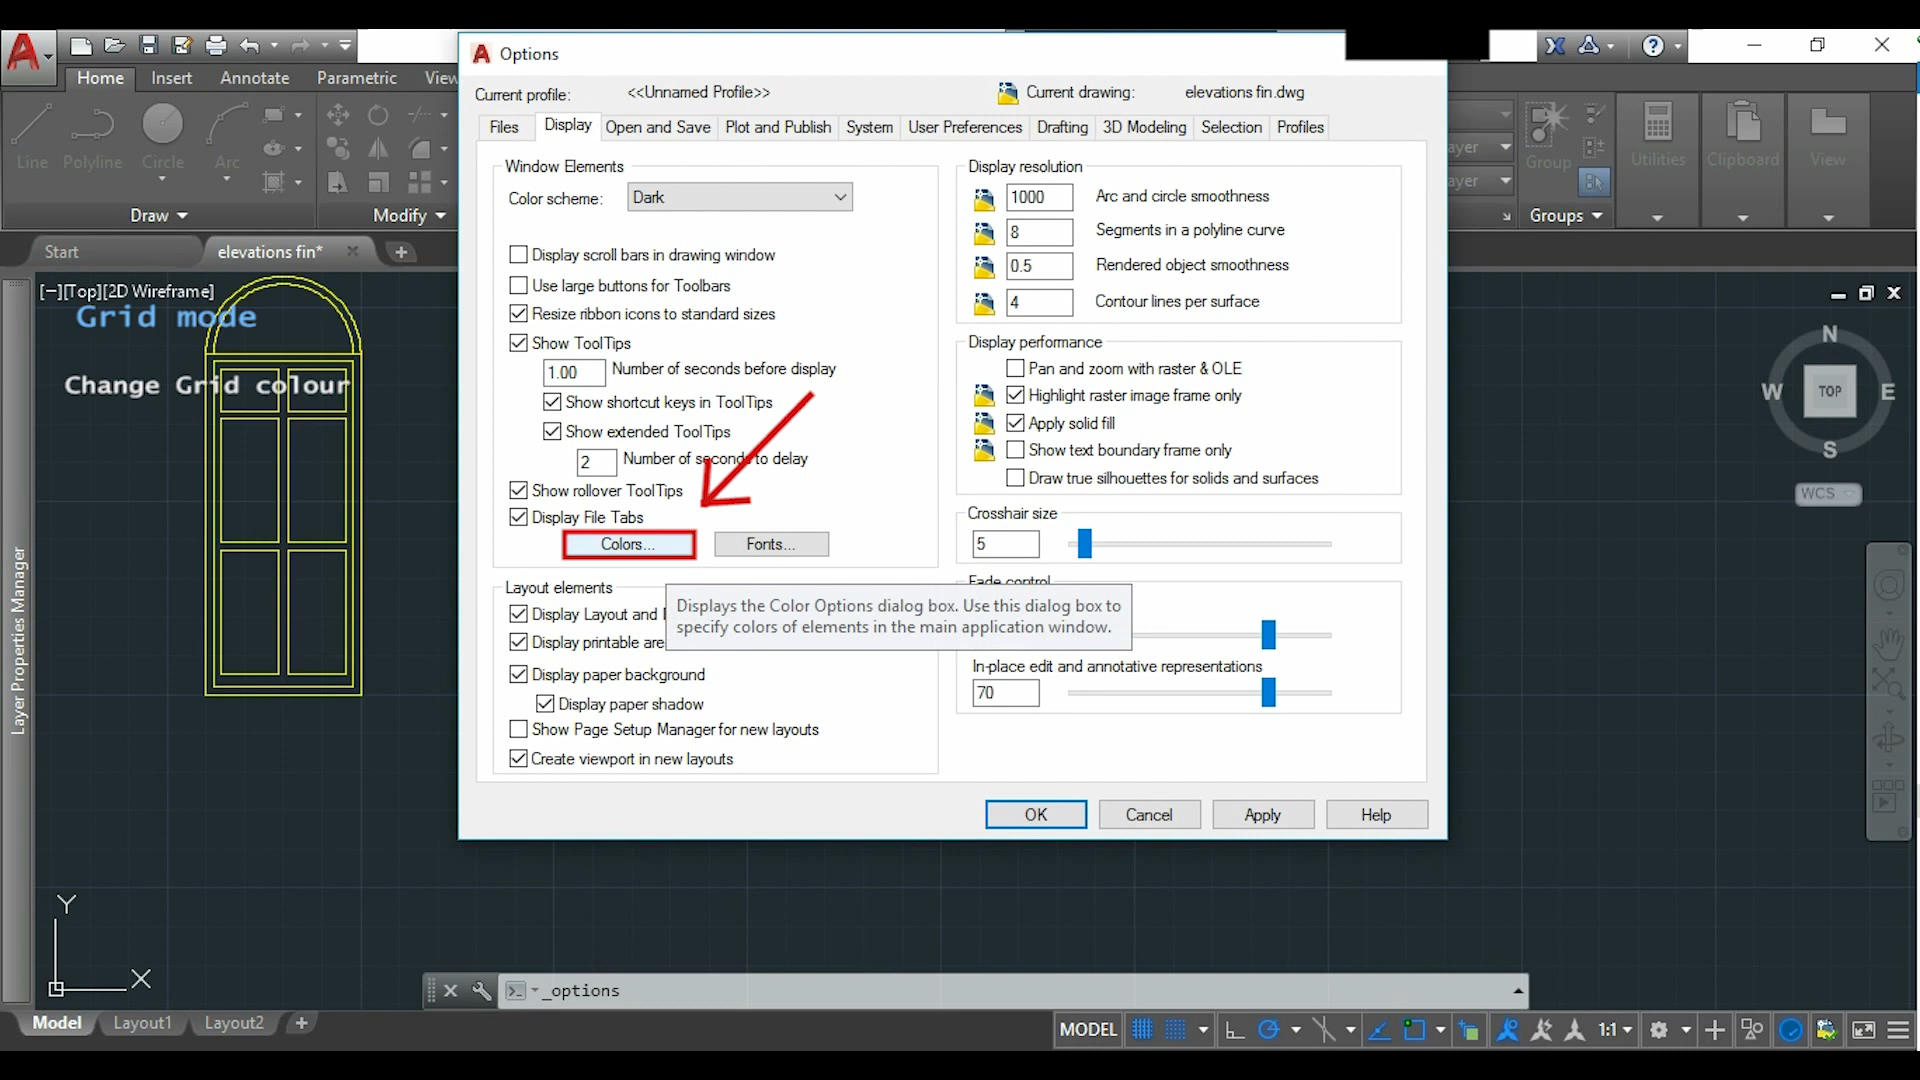 Options
Current profile: <<Unnamed Profile>> Current drawing: elevations fin.dwg
Files Display Open and Save Plot and Publish System User Preferences Drafting 3D Modeling Selection Profiles
Home Insert Annotate Parametric View
Line Polyline Circle Arc
Draw Modify
Group Utilities Clipboard View
Groups
Start elevations fin*
[−][Top][2D Wireframe]
Grid mode
Change Grid colour
Layer Properties Manager
Window Elements
Color scheme: Dark
Display scroll bars in drawing window
Use large buttons for Toolbars
Resize ribbon icons to standard sizes
Show ToolTips
1.00 Number of seconds before display
Show shortcut keys in ToolTips
Show extended ToolTips
2 Number of seconds to delay
Show rollover ToolTips
Display File Tabs
Colors... Fonts...
Layout elements
Display Layout and
Display printable are
Display paper background
Display paper shadow
Show Page Setup Manager for new layouts
Create viewport in new layouts
Displays the Color Options dialog box. Use this dialog box to
specify colors of elements in the main application window.
Display resolution
1000 Arc and circle smoothness
8 Segments in a polyline curve
0.5 Rendered object smoothness
4 Contour lines per surface
Display performance
Pan and zoom with raster & OLE
Highlight raster image frame only
Apply solid fill
Show text boundary frame only
Draw true silhouettes for solids and surfaces
Crosshair size
5
Fade control
In-place edit and annotative representations
70
OK Cancel Apply Help
N
W TOP E
S
WCS
Y
X
_options
Model Layout1 Layout2
MODEL 1:1